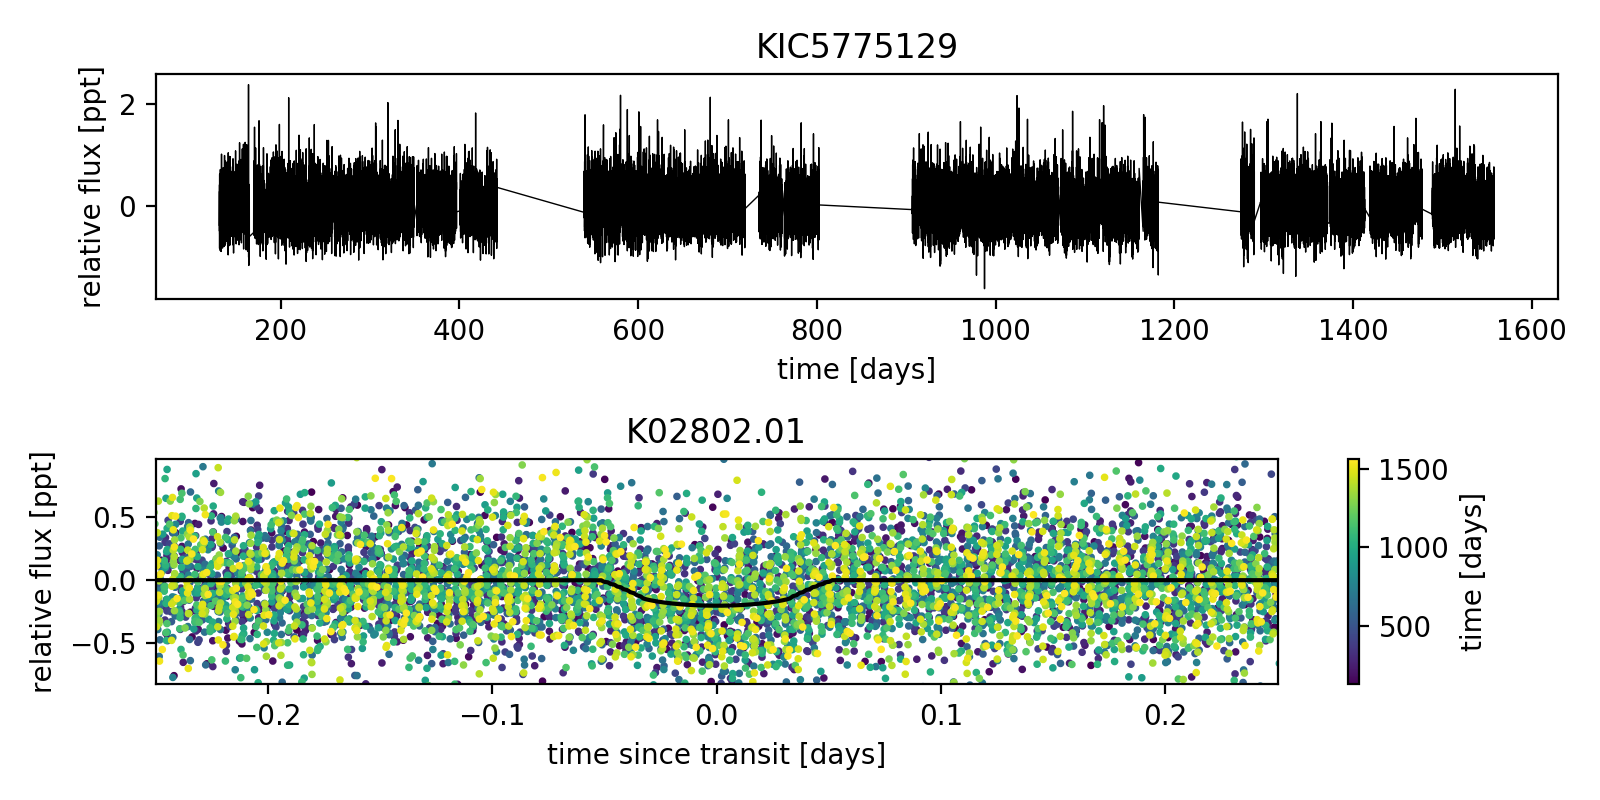 KIC5775129
relative flux [ppt]
2
0
200 400 600 800 1000 1200 1400 1600
time [days]
K02802.01
relative flux [ppt]
0.5
0.0
−0.5
−0.2 −0.1 0.0 0.1 0.2
time since transit [days]
1500
1000
500
time [days]